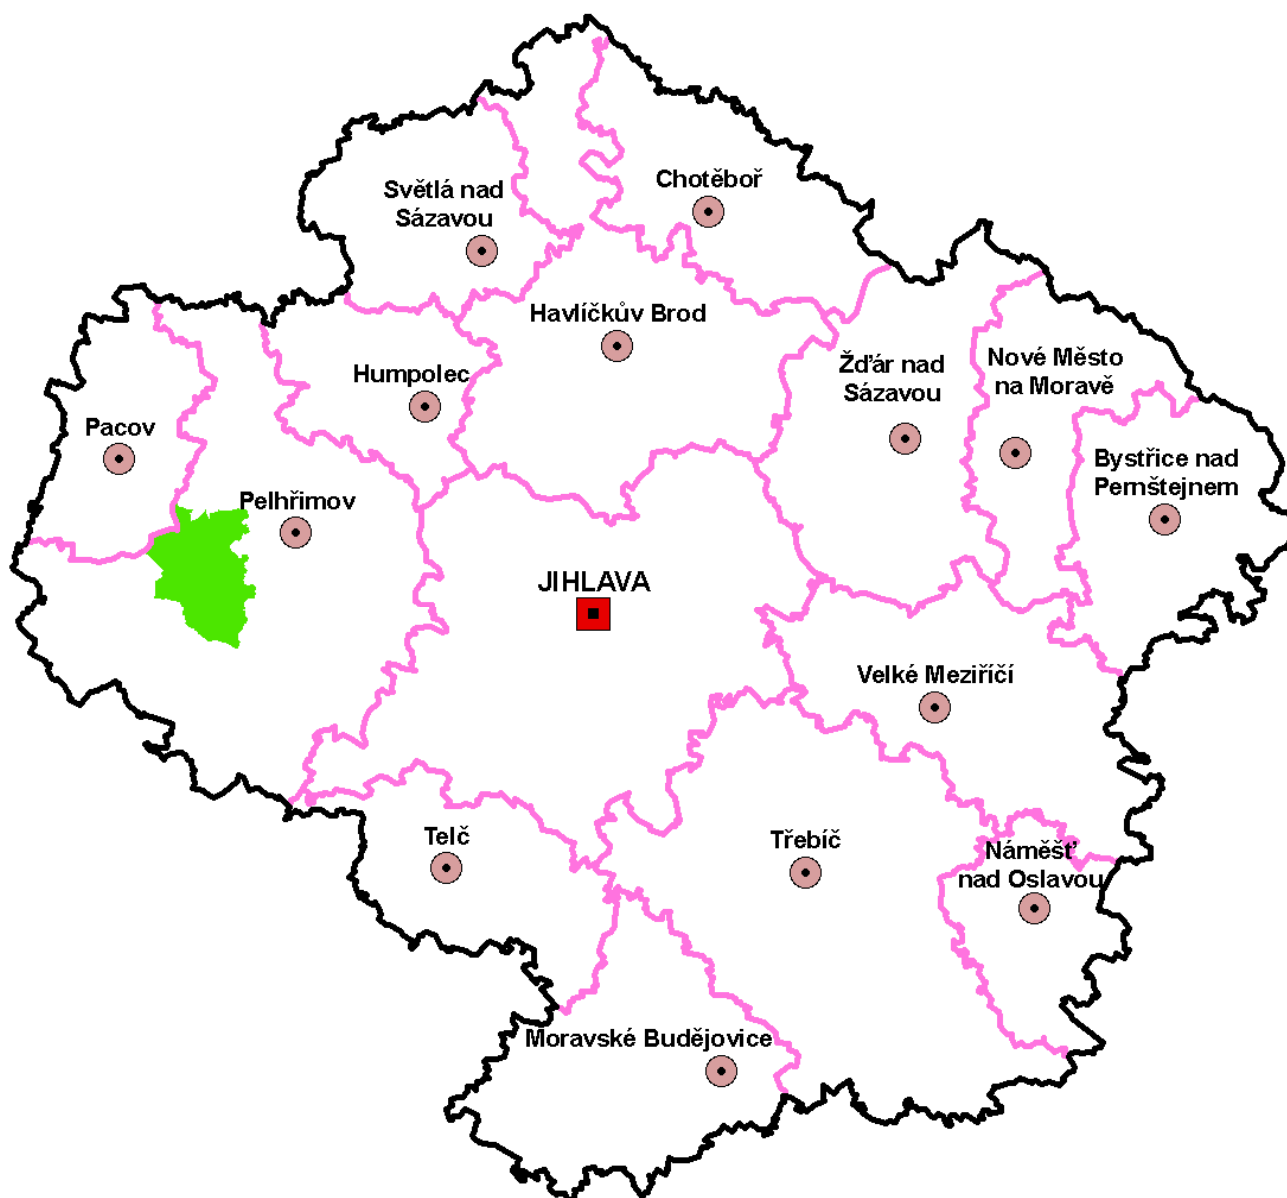 Chotěboř
Světlá nad
Sázavou
Havlíčkův Brod
Žďár nad
Sázavou
Nové Město
na Moravě
Humpolec
Pacov
Bystřice nad
Pernštejnem
Pelhřimov
JIHLAVA
Velké Meziříčí
Telč
Třebíč
Náměšť
nad Oslavou
Moravské Budějovice